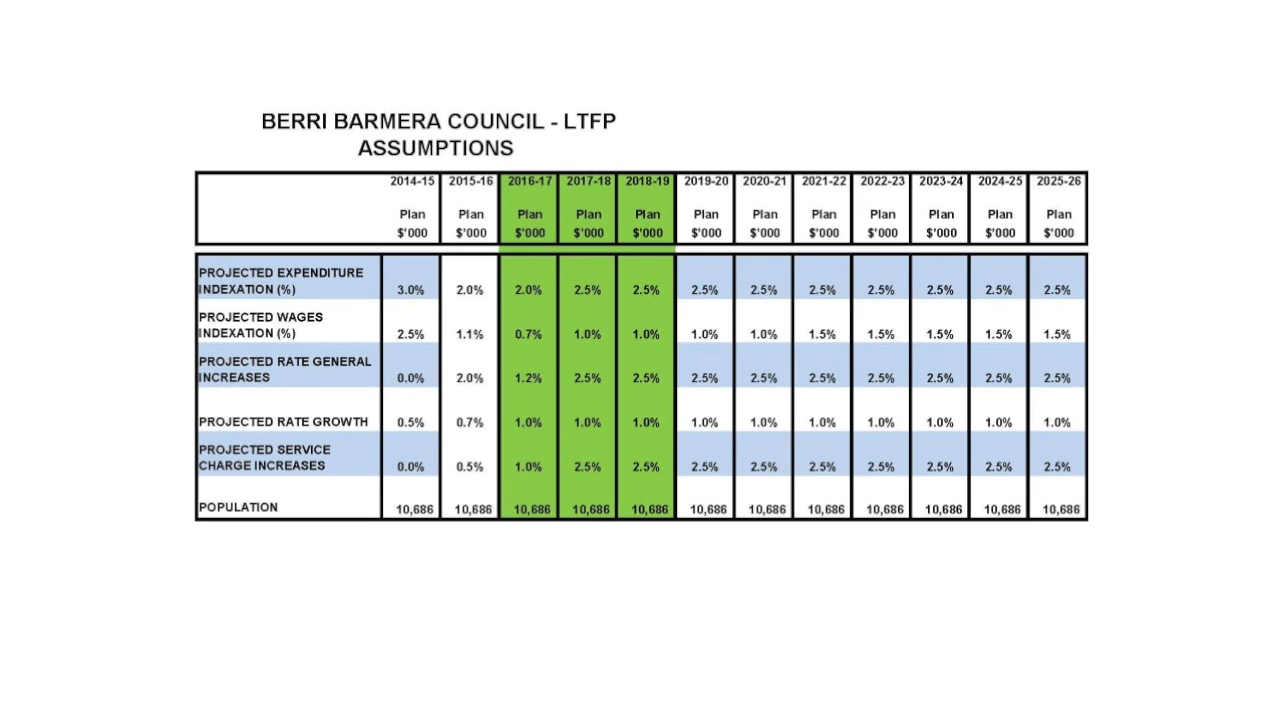 BERRI BARMERA COUNCIL - LTFP
ASSUMPTIONS
2014-15 2015-16 2016-17 2017-18 2018-19 2019-20 2020-21 2021-22 2022-23 2023-24 2024-25 2025-26
Plan Plan Plan Plan Plan Plan Plan Plan Plan Plan Plan Plan
$'000 $'000 $'000 $'000 $'000 $'000 $'000 $'000 $'000 $'000 $'000 $'000
PROJECTED EXPENDITURE
INDEXATION (%) 3.0% 2.0% 2.0% 2.5% 2.5% 2.5% 2.5% 2.5% 2.5% 2.5% 2.5% 2.5%
PROJECTED WAGES
INDEXATION (%) 2.5% 1.1% 0.7% 1.0% 1.0% 1.0% 1.0% 1.5% 1.5% 1.5% 1.5% 1.5%
PROJECTED RATE GENERAL
INCREASES 0.0% 2.0% 1.2% 2.5% 2.5% 2.5% 2.5% 2.5% 2.5% 2.5% 2.5% 2.5%
PROJECTED RATE GROWTH 0.5% 0.7% 1.0% 1.0% 1.0% 1.0% 1.0% 1.0% 1.0% 1.0% 1.0% 1.0%
PROJECTED SERVICE
CHARGE INCREASES 0.0% 0.5% 1.0% 2.5% 2.5% 2.5% 2.5% 2.5% 2.5% 2.5% 2.5% 2.5%
POPULATION 10,686 10,686 10,686 10,686 10,686 10,686 10,686 10,686 10,686 10,686 10,686 10,686